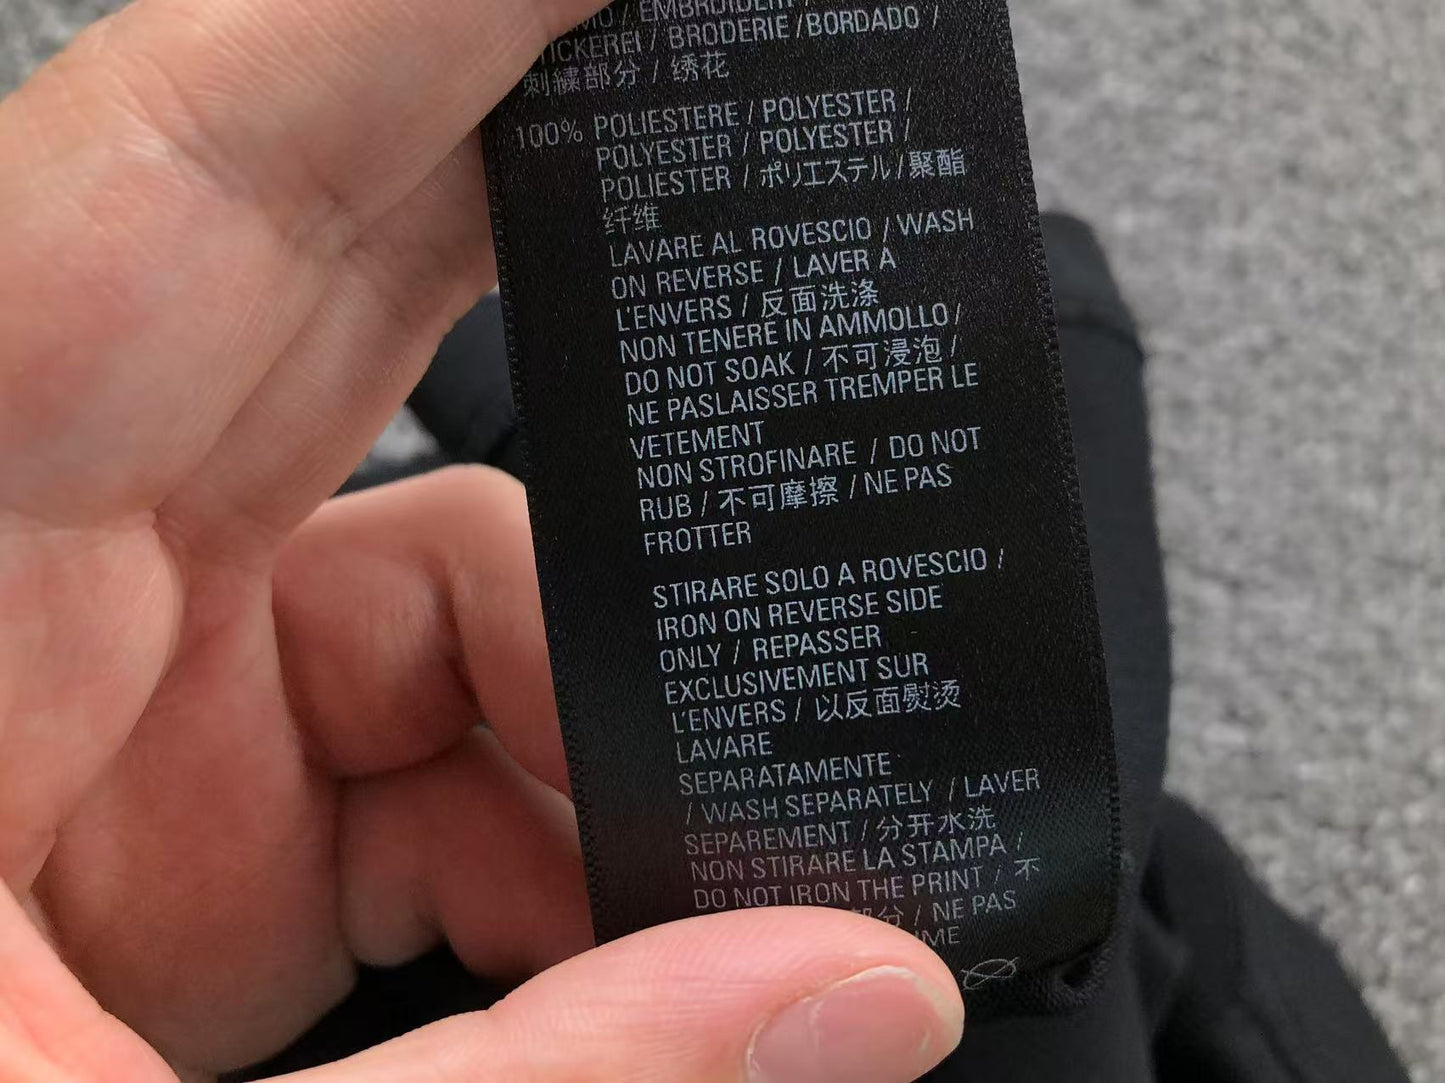 EMBROIDERY /
/ BRODERIE / BORDADO /
刺繍部分 / 绣花
100% POLIESTERE / POLYESTER /
POLYESTER / POLYESTER /
POLIESTER / ポリエステル / 聚酯
纤维
LAVARE AL ROVESCIO / WASH
ON REVERSE / LAVER A
L'ENVERS / 反面洗涤
NON TENERE IN AMMOLLO /
DO NOT SOAK / 不可浸泡 /
NE PASLAISSER TREMPER LE
VETEMENT
NON STROFINARE / DO NOT
RUB / 不可摩擦 / NE PAS
FROTTER
STIRARE SOLO A ROVESCIO /
IRON ON REVERSE SIDE
ONLY / REPASSER
EXCLUSIVEMENT SUR
L'ENVERS / 以反面熨烫
LAVARE
SEPARATAMENTE
/ WASH SEPARATELY / LAVER
SEPAREMENT / 分开水洗
NON STIRARE LA STAMPA /
DO NOT IRON THE PRINT / 不
部分 / NE PAS